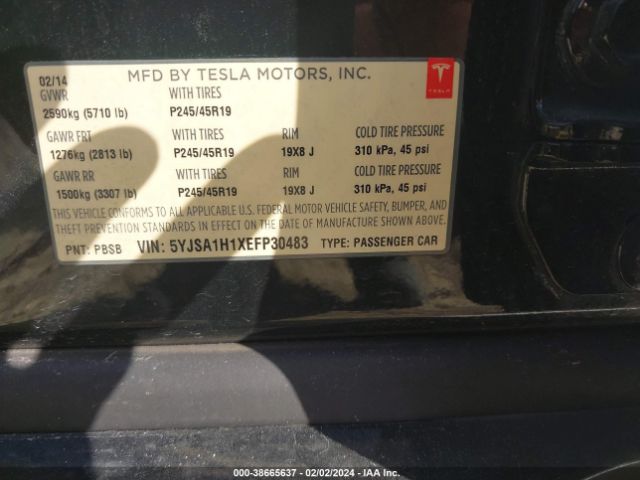 02/14 MFD BY TESLA MOTORS, INC.
TESLA
GVWR WITH TIRES
2590kg (5710 lb) P245/45R19
GAWR FRT WITH TIRES RIM COLD TIRE PRESSURE
1276kg (2813 lb) P245/45R19 19X8 J 310 kPa, 45 psi
GAWR RR WITH TIRES RIM COLD TIRE PRESSURE
1500kg (3307 lb) P245/45R19 19X8 J 310 kPa, 45 psi
THIS VEHICLE CONFORMS TO ALL APPLICABLE U.S. FEDERAL MOTOR VEHICLE SAFETY, BUMPER, AND
THEFT PREVENTION STANDARDS IN EFFECT ON THE DATE OF MANUFACTURE SHOWN ABOVE.
PNT: PBSB VIN: 5YJSA1H1XEFP30483 TYPE: PASSENGER CAR
000-38665637 - 02/02/2024 - IAAI.COM